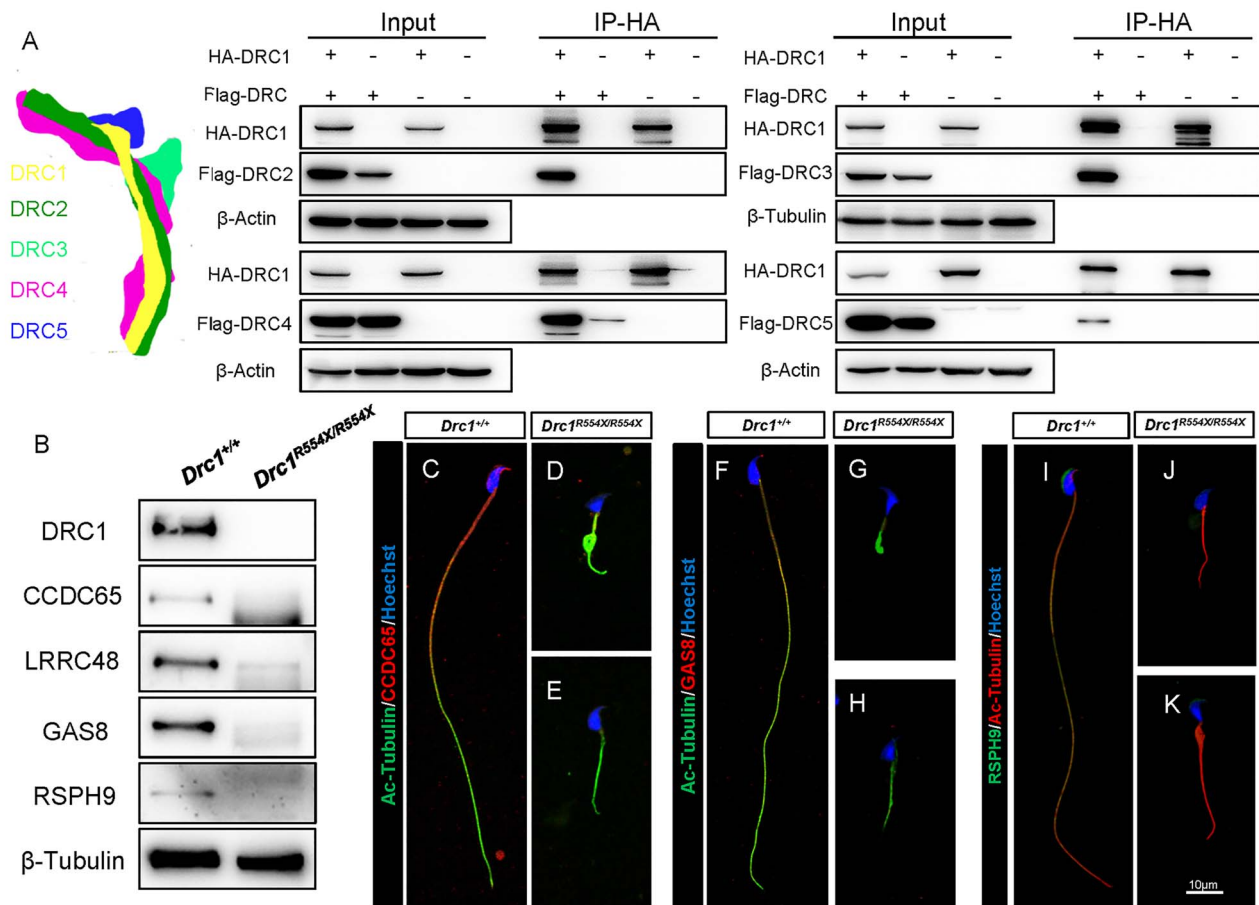 A
DRC1
DRC2
DRC3
DRC4
DRC5
Input IP-HA
HA-DRC1 + - + - + - + -
Flag-DRC + + - - + + - -
HA-DRC1
Flag-DRC2
β-Actin
HA-DRC1
Flag-DRC4
β-Actin
Input IP-HA
HA-DRC1 + - + - + - + -
Flag-DRC + + - - + + - -
HA-DRC1
Flag-DRC3
β-Tubulin
HA-DRC1
Flag-DRC5
β-Actin
B
Drc1+/+ Drc1R554X/R554X
DRC1
CCDC65
LRRC48
GAS8
RSPH9
β-Tubulin
Drc1+/+ Drc1R554X/R554X
Ac-Tubulin/CCDC65/Hoechst
C D
E
Drc1+/+ Drc1R554X/R554X
Ac-Tubulin/GAS8/Hoechst
F G
H
Drc1+/+ Drc1R554X/R554X
RSPH9/Ac-Tubulin/Hoechst
I J
K
10μm